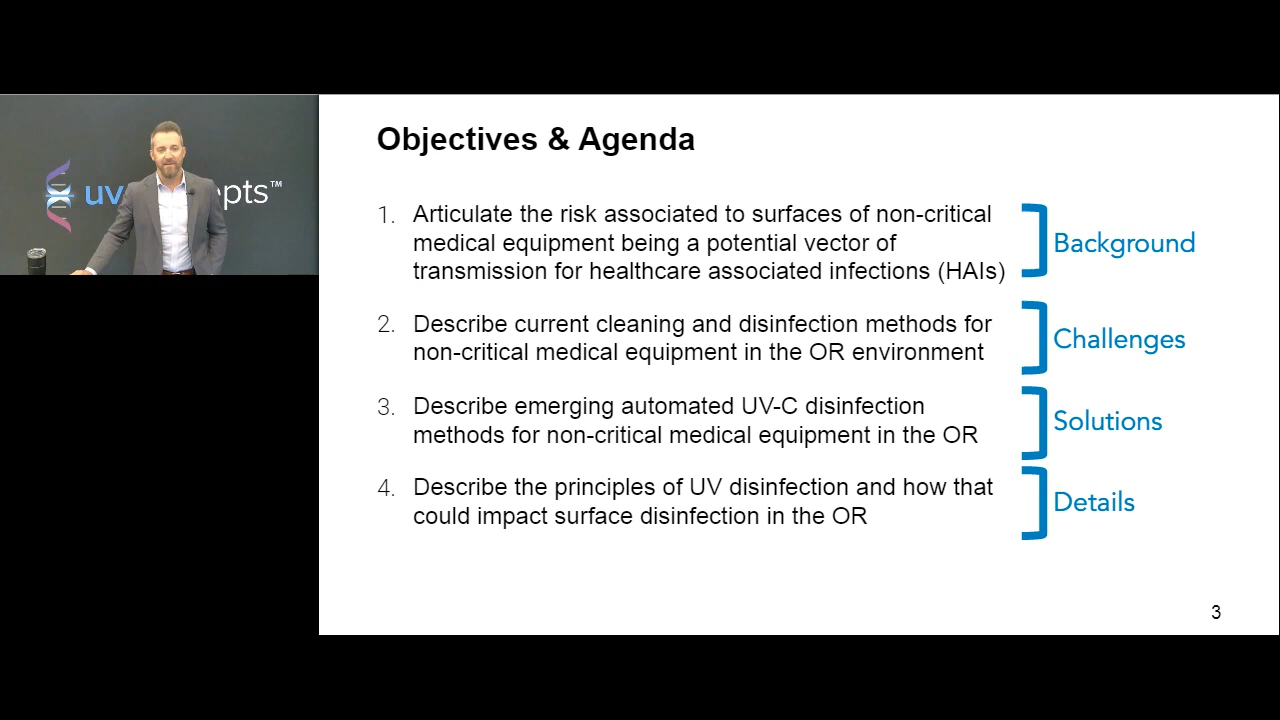 uv
pts™
Objectives & Agenda
1. Articulate the risk associated to surfaces of non-critical
medical equipment being a potential vector of
transmission for healthcare associated infections (HAIs)
Background
2. Describe current cleaning and disinfection methods for
non-critical medical equipment in the OR environment
Challenges
3. Describe emerging automated UV-C disinfection
methods for non-critical medical equipment in the OR
Solutions
4. Describe the principles of UV disinfection and how that
could impact surface disinfection in the OR
Details
3